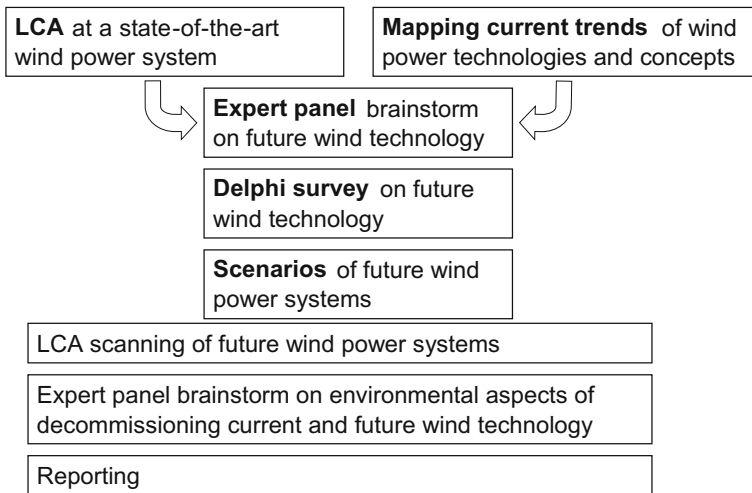 LCA at a state-of-the-art
wind power system
Mapping current trends of wind
power technologies and concepts
Expert panel brainstorm
on future wind technology
Delphi survey on future
wind technology
Scenarios of future wind
power systems
LCA scanning of future wind power systems
Expert panel brainstorm on environmental aspects of
decommissioning current and future wind technology
Reporting